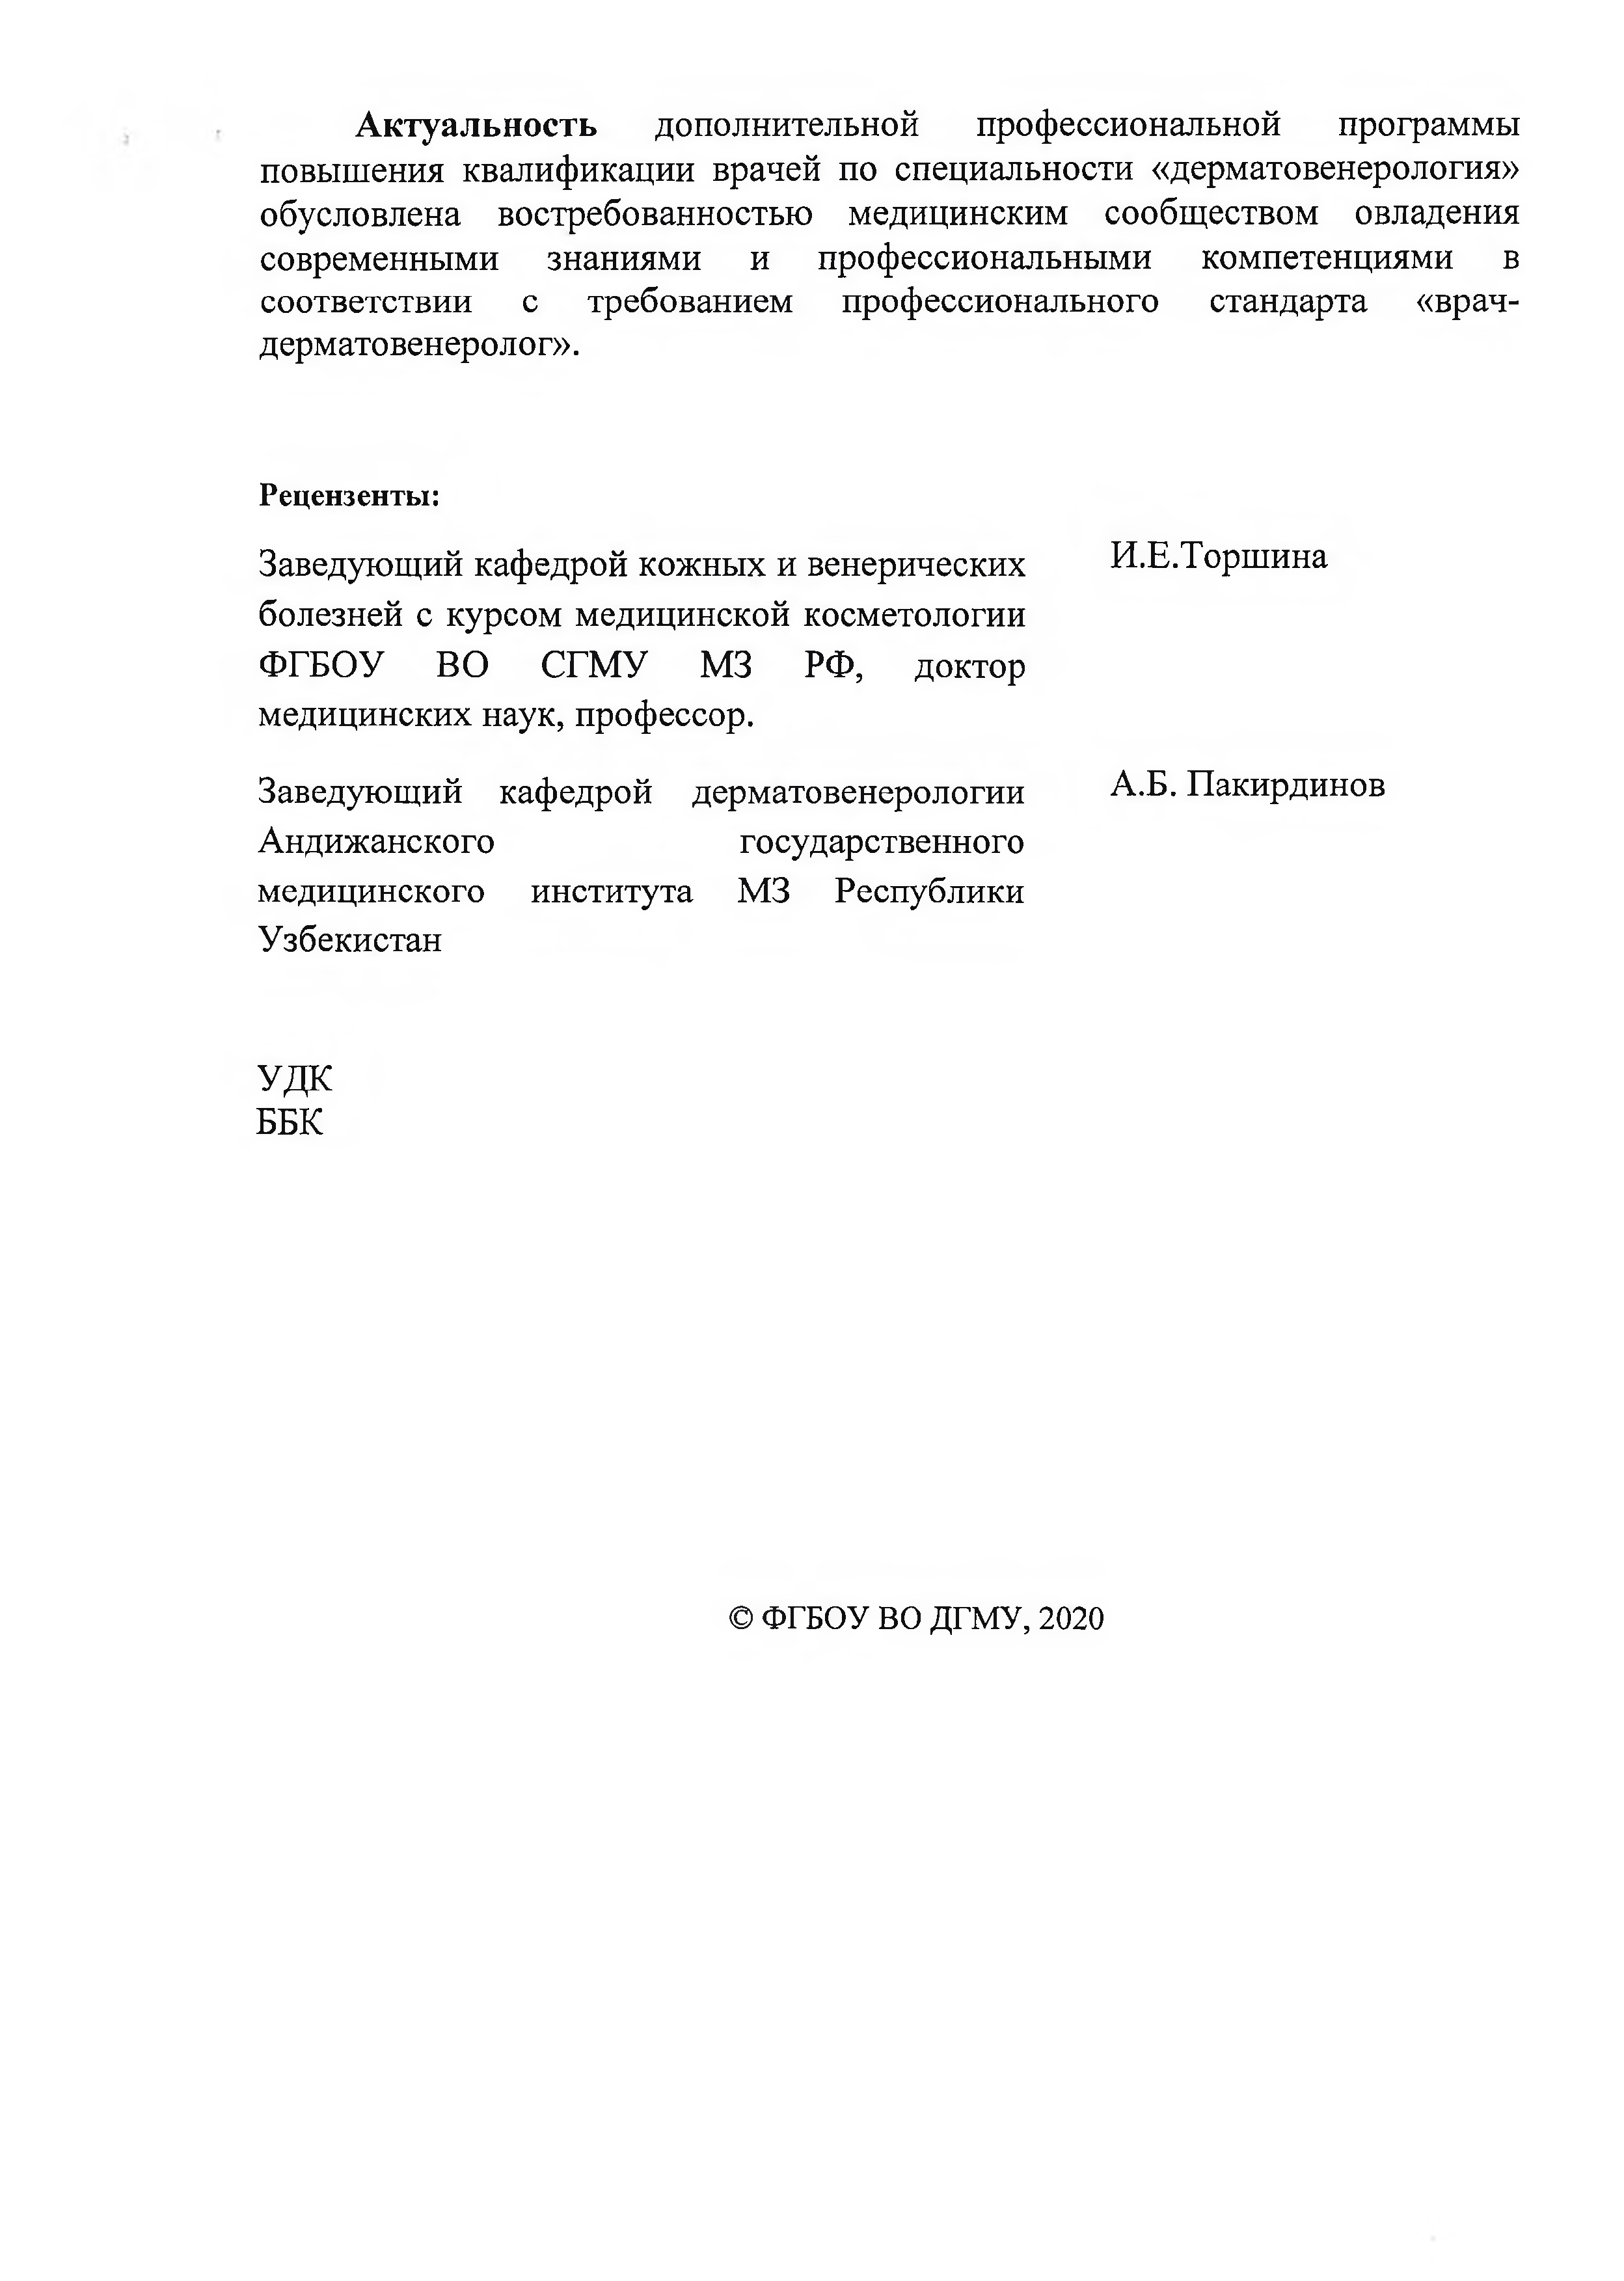 Актуальность дополнительной профессиональной программы
повышения квалификации врачей по специальности «дерматовенерология»
обусловлена востребованностью медицинским сообществом овладения
современными знаниями и профессиональными компетенциями в
соответствии с требованием профессионального стандарта «врач-
дерматовенеролог».
Рецензенты:
Заведующий кафедрой кожных и венерических
болезней с курсом медицинской косметологии
ФГБОУ ВО СГМУ МЗ РФ, доктор
медицинских наук, профессор.
И.Е.Торшина
Заведующий кафедрой дерматовенерологии
Андижанского государственного
медицинского института МЗ Республики
Узбекистан
А.Б. Пакирдинов
УДК
ББК
© ФГБОУ ВО ДГМУ, 2020